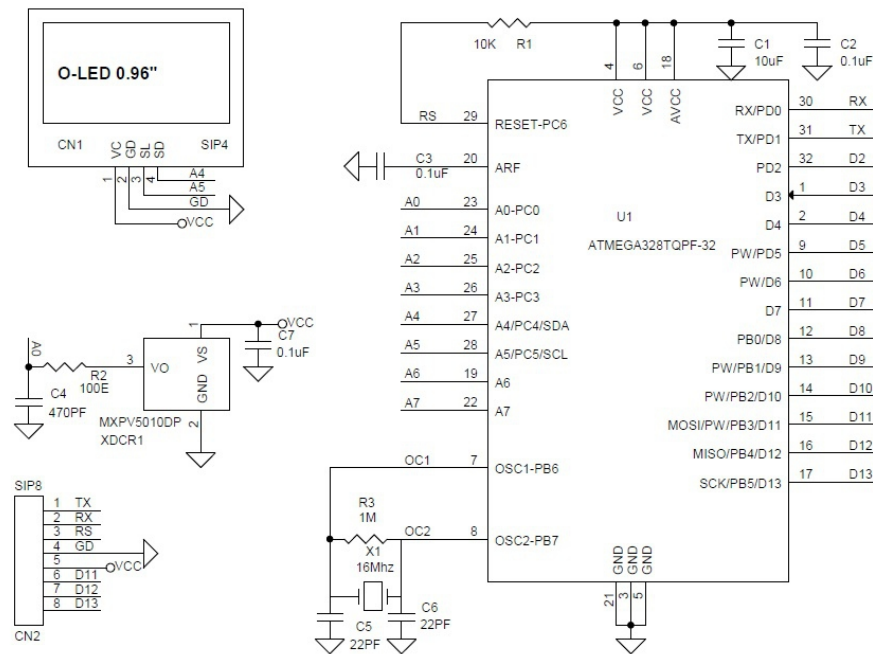 O-LED 0.96"
CN1
SIP4
VC
GD
SL
SD
1
2
3
4
A4
A5
GD
VCC
A0
R2
100E
C4
470PF
3
VO
VS
GND
1
2
VCC
C7
0.1uF
MXPV5010DP
XDCR1
SIP8
1 TX
2 RX
3 RS
4 GD
5 VCC
6 D11
7 D12
8 D13
CN2
10K R1
C1
10uF
C2
0.1uF
4 VCC
6 VCC
18 AVCC
RS 29 RESET-PC6
C3
0.1uF
20 ARF
A0 23 A0-PC0
A1 24 A1-PC1
A2 25 A2-PC2
A3 26 A3-PC3
A4 27 A4/PC4/SDA
A5 28 A5/PC5/SCL
A6 19 A6
A7 22 A7
OC1 7 OSC1-PB6
OC2 8 OSC2-PB7
R3
1M
X1
16Mhz
C5
22PF
C6
22PF
U1
ATMEGA328TQPF-32
RX/PD0 30 RX
TX/PD1 31 TX
PD2 32 D2
D3 1 D3
D4 2 D4
PW/PD5 9 D5
PW/D6 10 D6
D7 11 D7
PB0/D8 12 D8
PW/PB1/D9 13 D9
PW/PB2/D10 14 D10
MOSI/PW/PB3/D11 15 D11
MISO/PB4/D12 16 D12
SCK/PB5/D13 17 D13
GND 21
GND 3
GND 5